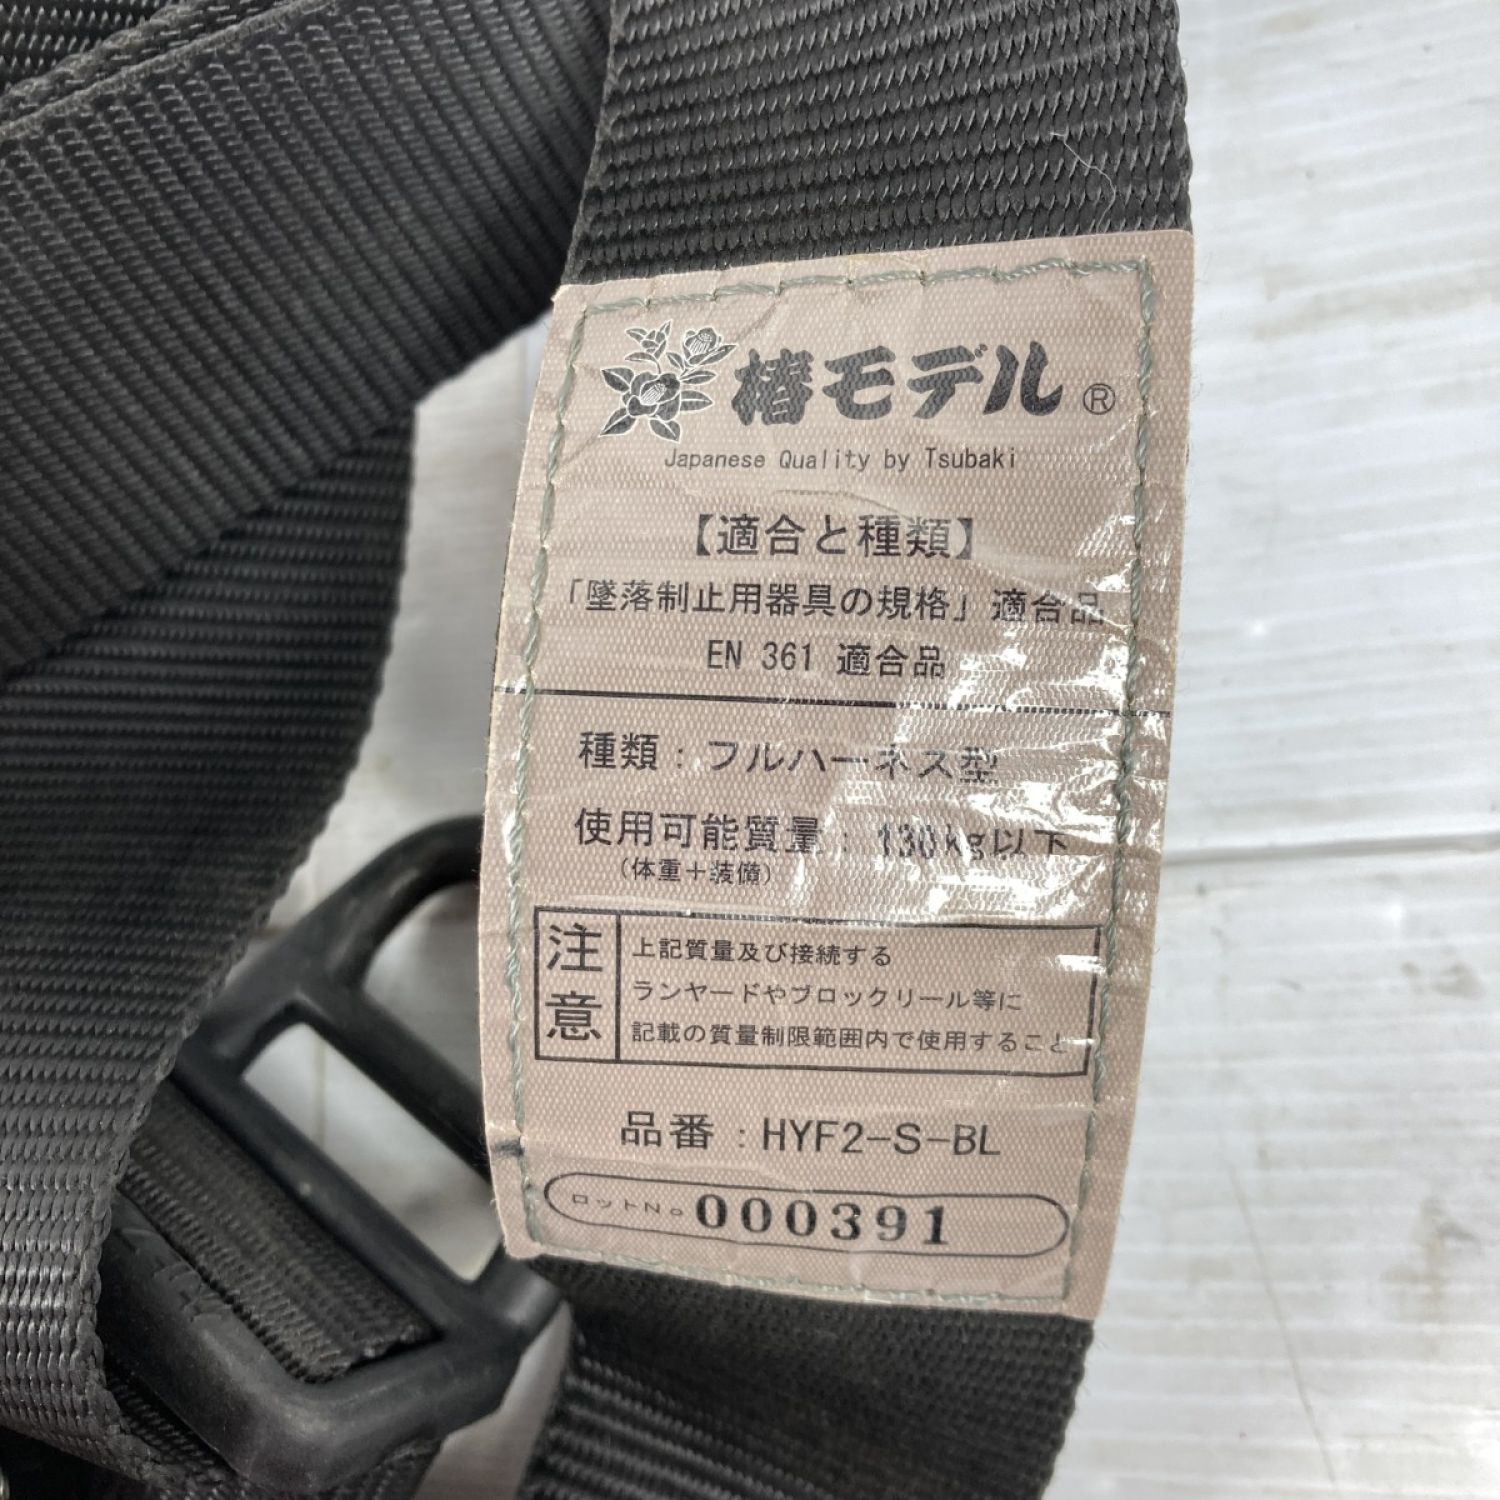 椿モデル®
Japanese Quality by Tsubaki
【適合と種類】
「墜落制止用器具の規格」適合品
EN 361 適合品
種類：フルハーネス型
使用可能質量：130kg以下
(体重＋装備)
注意
上記質量及び接続する
ランヤードやブロックリール等に
記載の質量制限範囲内で使用すること
品番：HYF2-S-BL
ロットNo 000391